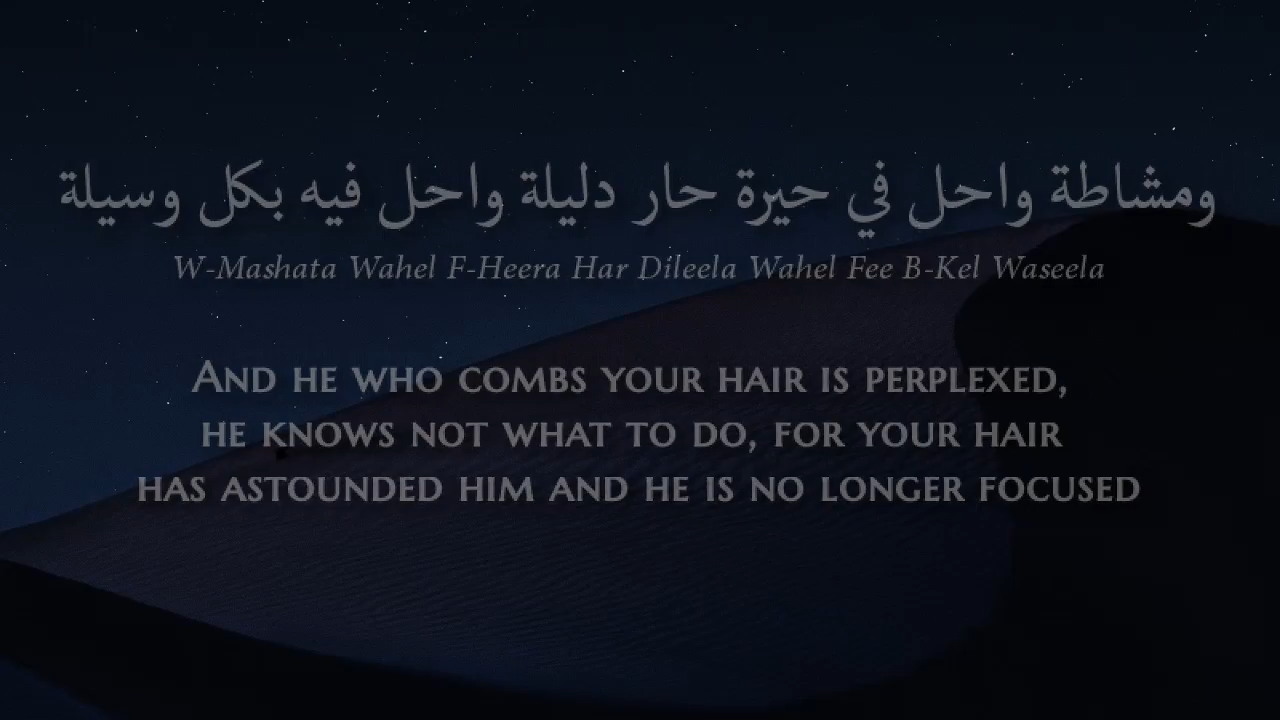 ومشاطة واحل في حيرة حار دليلة واحل فيه بكل وسيلة
W-Mashata Wahel F-Heera Har Dileela Wahel Fee B-Kel Waseela
And he who combs your hair is perplexed,
he knows not what to do, for your hair
has astounded him and he is no longer focused